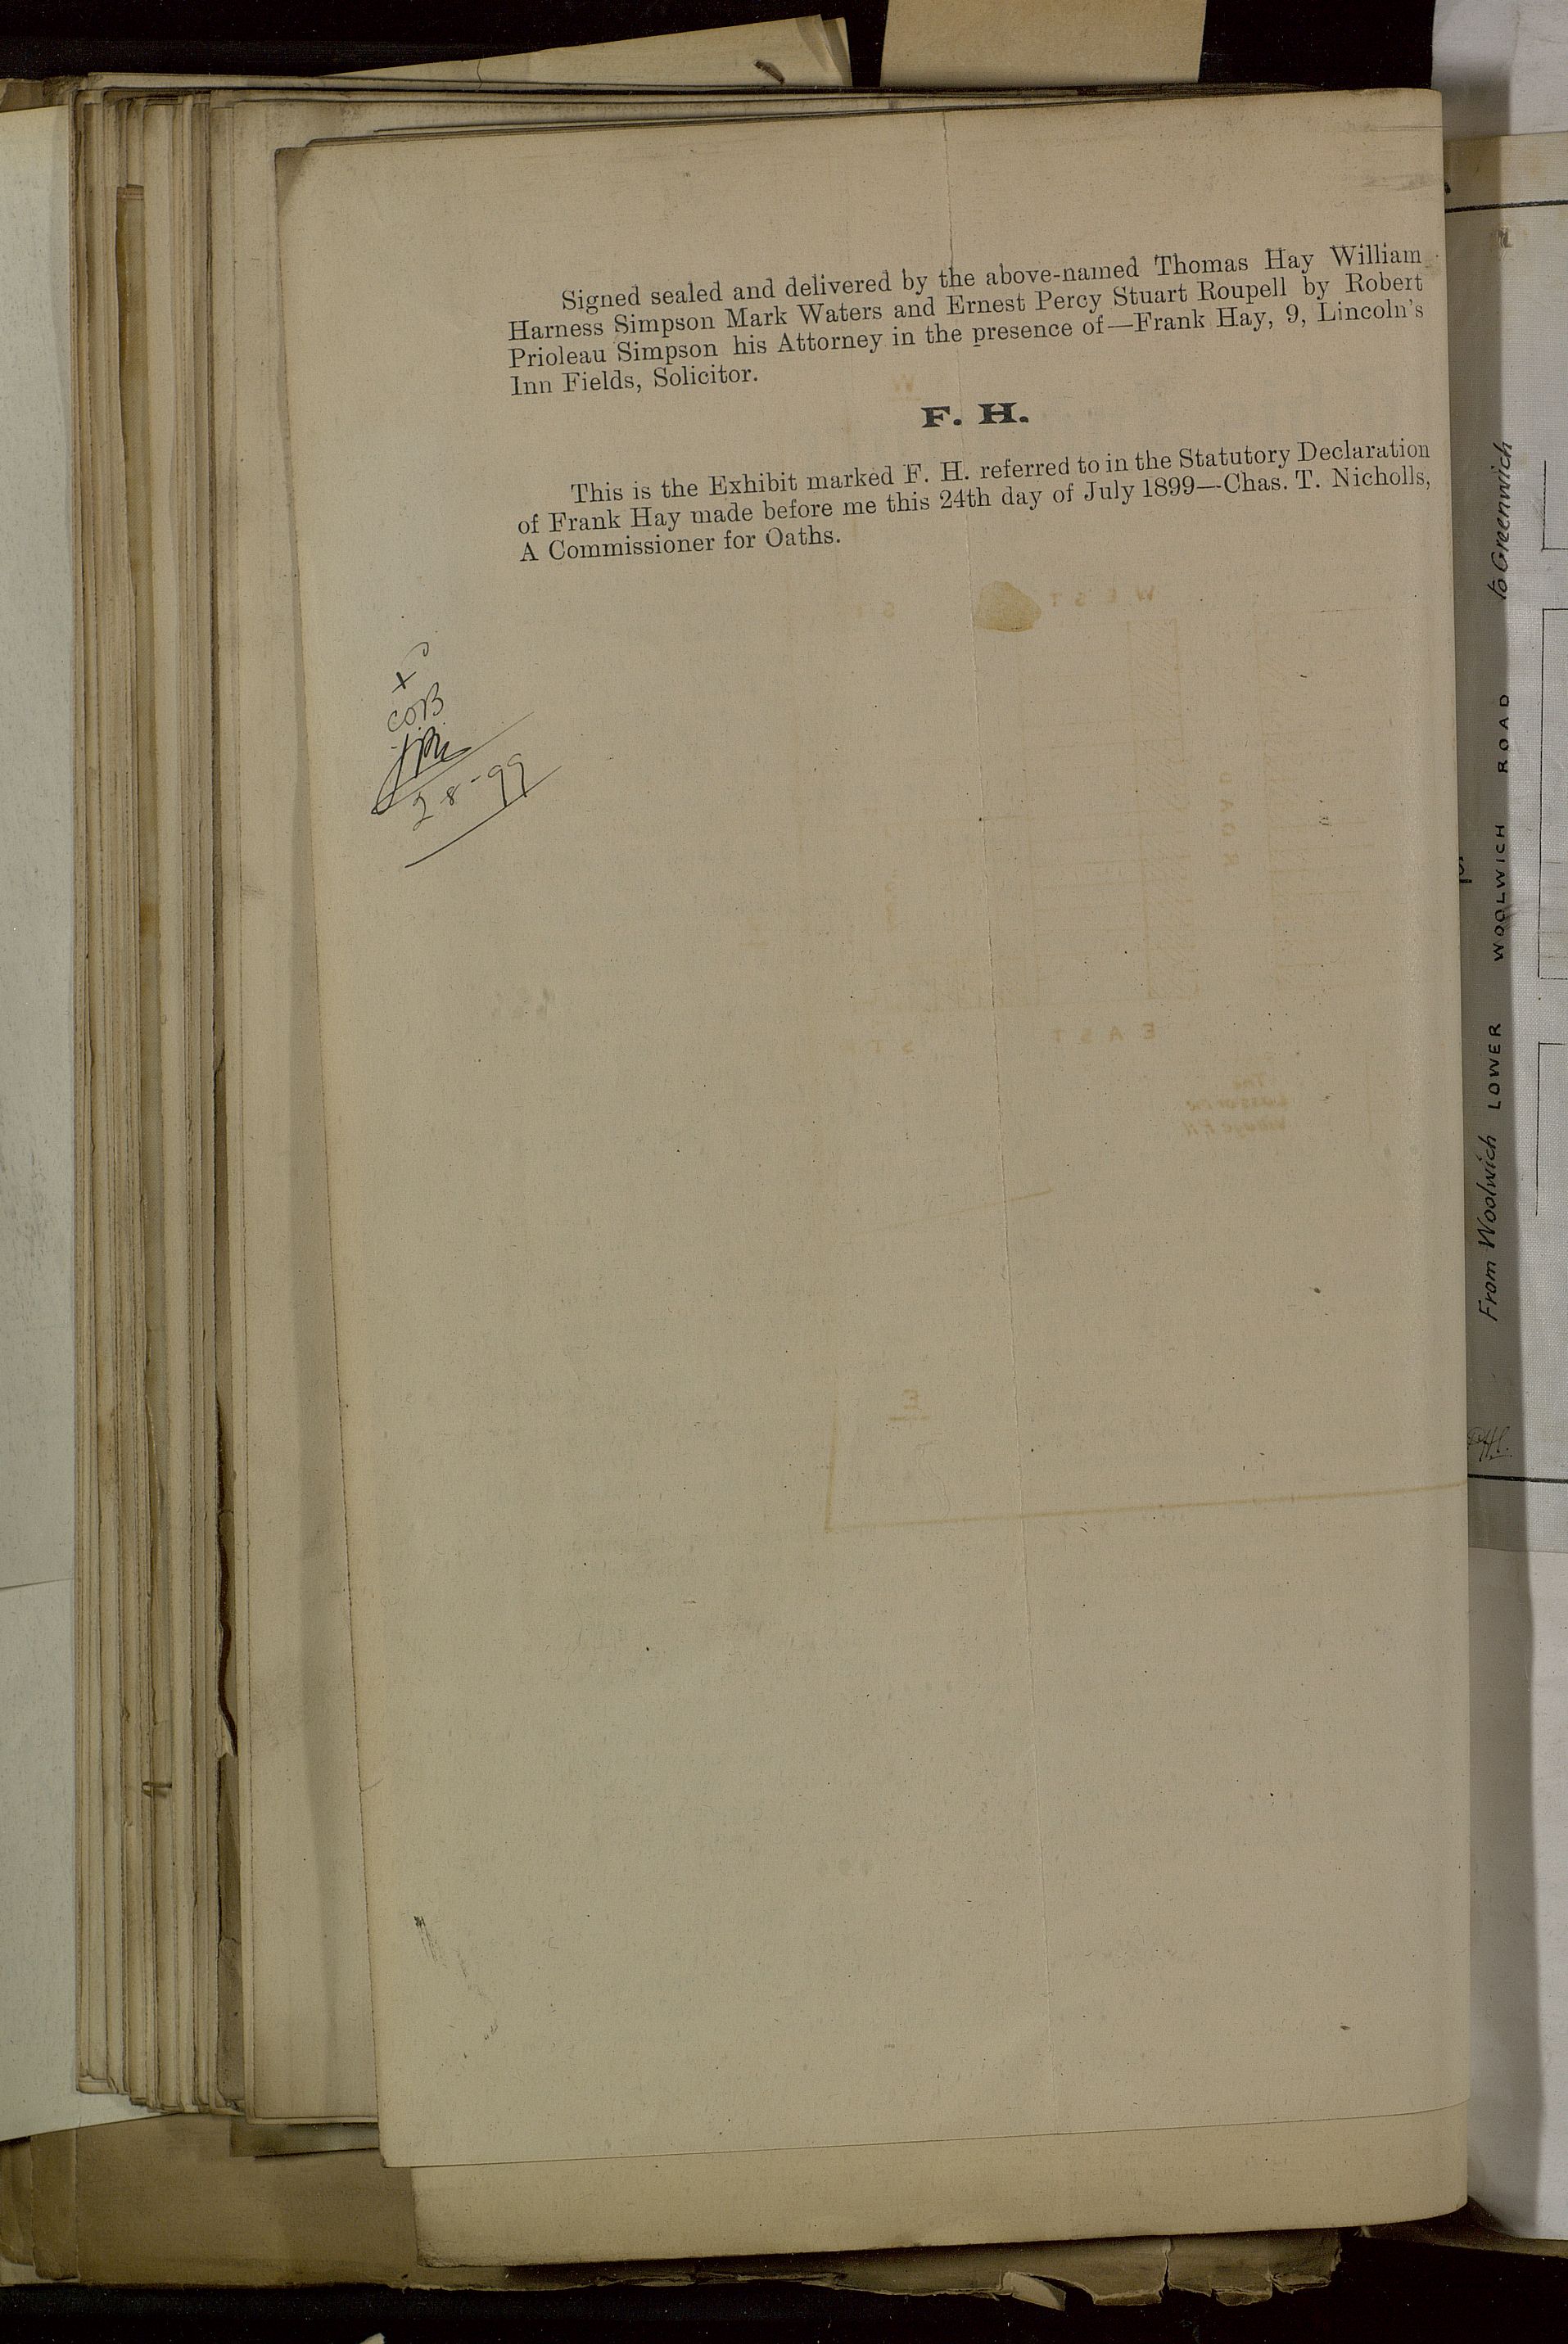 Signed sealed and delivered by the above-named Thomas Hay William
Harness Simpson Mark Waters and Ernest Percy Stuart Roupell by Robert
Prioleau Simpson his Attorney in the presence of—Frank Hay, 9, Lincoln's
Inn Fields, Solicitor.
F. H.
This is the Exhibit marked F. H. referred to in the Statutory Declaration
of Frank Hay made before me this 24th day of July 1899—Chas. T. Nicholls,
A Commissioner for Oaths.
x
COB
8-99
WEST
ROAD
EAST
E
From Woolwich LOWER WOOLWICH ROAD to Greenwich